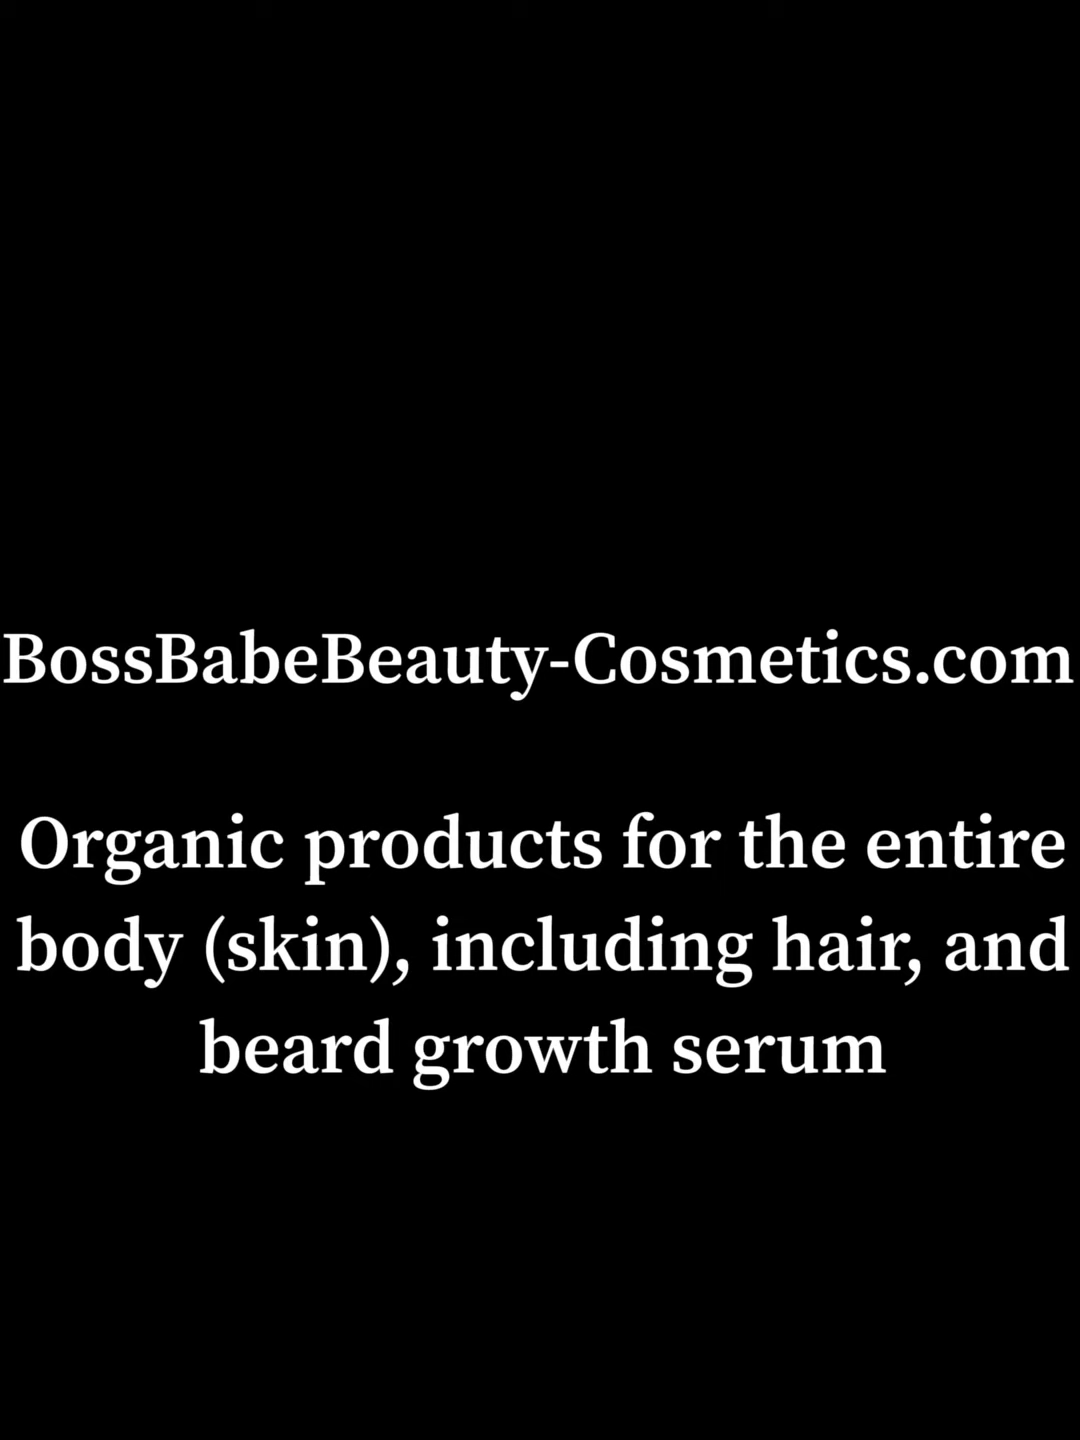 BossBabeBeauty-Cosmetics.com
Organic products for the entire
body (skin), including hair, and
beard growth serum